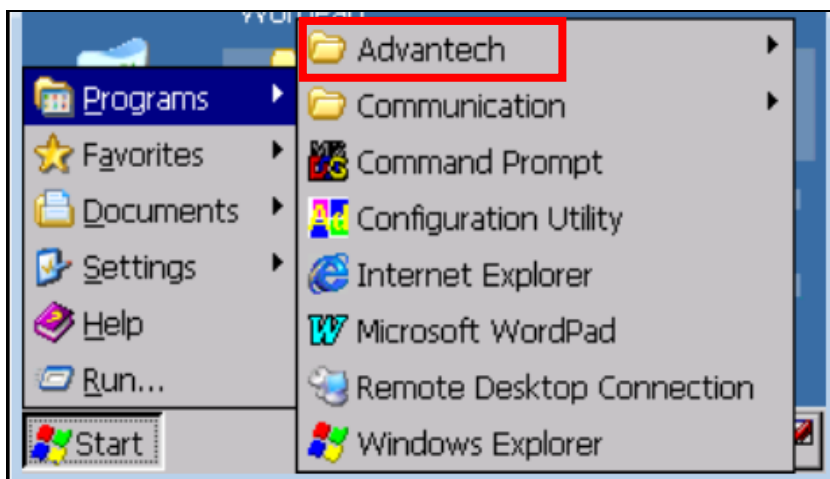 Advantech
Communication
Command Prompt
Configuration Utility
Internet Explorer
Microsoft WordPad
Remote Desktop Connection
Windows Explorer
Programs
Favorites
Documents
Settings
Help
Run...
Start